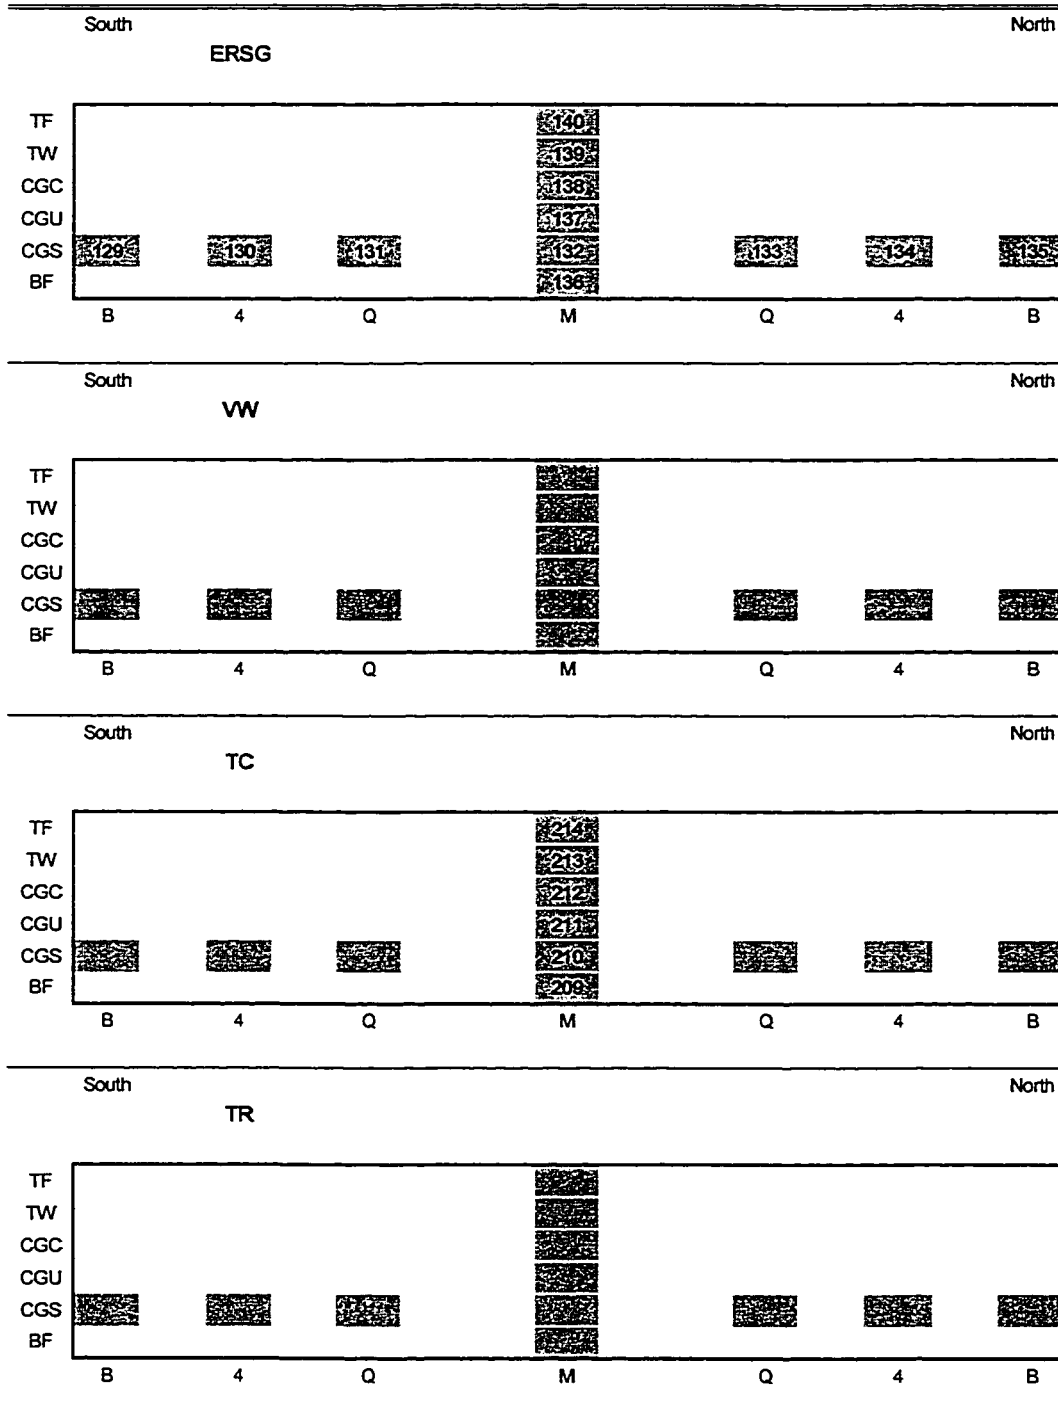 South North
ERSG
TF 140
TW 139
CGC 138
CGU 137
CGS 129 130 131 132 133 134 135
BF 136
B 4 Q M Q 4 B
South North
VW
TF
TW
CGC
CGU
CGS
BF
B 4 Q M Q 4 B
South North
TC
TF 214
TW 213
CGC 212
CGU 211
CGS 210
BF 209
B 4 Q M Q 4 B
South North
TR
TF
TW
CGC
CGU
CGS
BF
B 4 Q M Q 4 B